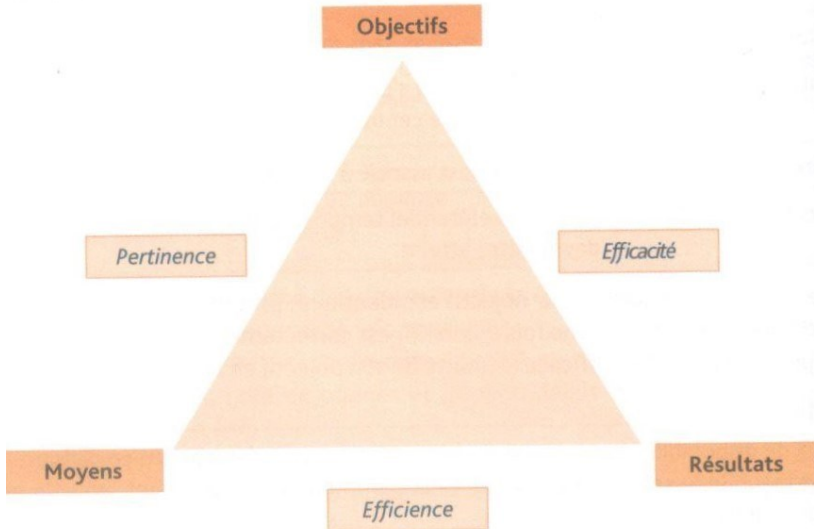 Objectifs
Pertinence
Efficacité
Moyens
Résultats
Efficience